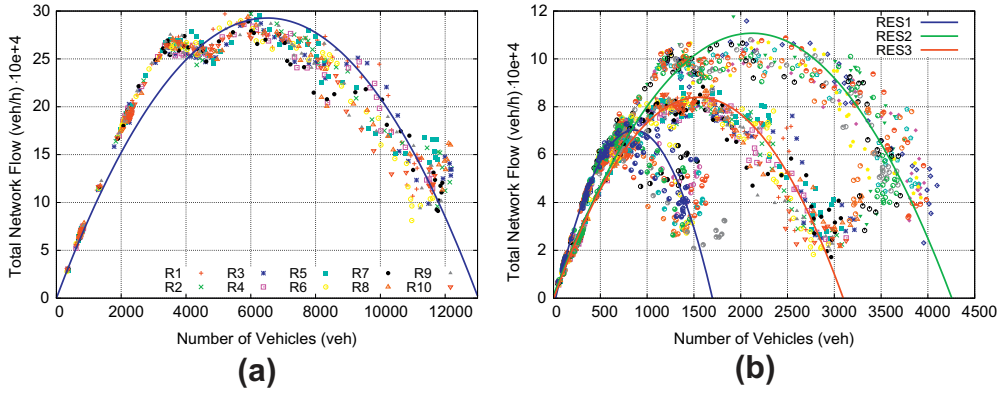 Total Network Flow (veh/h)·10e+4
30
25
20
15
10
5
0
0 2000 4000 6000 8000 10000 12000
Number of Vehicles (veh)
R1 R3 R5 R7 R9
R2 R4 R6 R8 R10
(a)
Total Network Flow (veh/h)·10e+4
12
10
8
6
4
2
0
0 500 1000 1500 2000 2500 3000 3500 4000 4500
Number of Vehicles (veh)
RES1
RES2
RES3
(b)